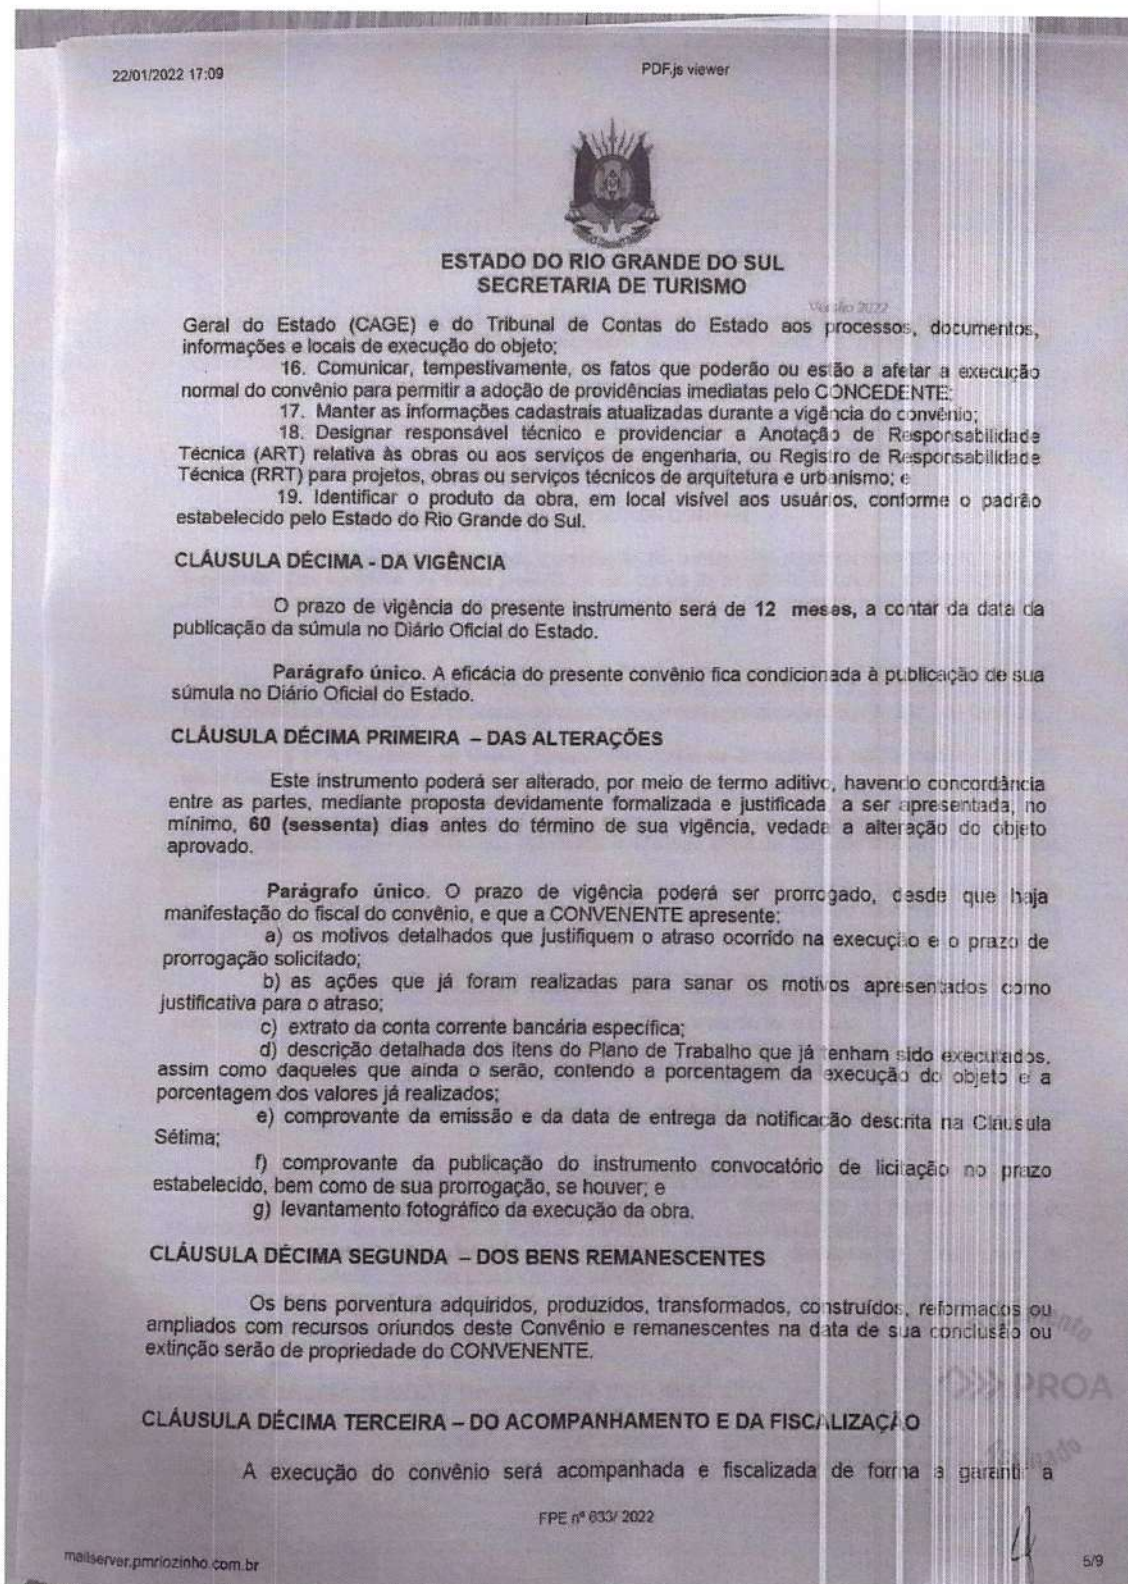 22/01/2022 17:09
PDF.js viewer
ESTADO DO RIO GRANDE DO SUL
SECRETARIA DE TURISMO
Versão 2022
Geral do Estado (CAGE) e do Tribunal de Contas do Estado aos processos, documentos,
informações e locais de execução do objeto;
16. Comunicar, tempestivamente, os fatos que poderão ou estão a afetar a execução
normal do convênio para permitir a adoção de providências imediatas pelo CONCEDENTE;
17. Manter as informações cadastrais atualizadas durante a vigência do convênio;
18. Designar responsável técnico e providenciar a Anotação de Responsabilidade
Técnica (ART) relativa às obras ou aos serviços de engenharia, ou Registro de Responsabilidade
Técnica (RRT) para projetos, obras ou serviços técnicos de arquitetura e urbanismo; e
19. Identificar o produto da obra, em local visível aos usuários, conforme o padrão
estabelecido pelo Estado do Rio Grande do Sul.
CLÁUSULA DÉCIMA - DA VIGÊNCIA
O prazo de vigência do presente instrumento será de 12 meses, a contar da data da
publicação da súmula no Diário Oficial do Estado.
Parágrafo único. A eficácia do presente convênio fica condicionada à publicação de sua
súmula no Diário Oficial do Estado.
CLÁUSULA DÉCIMA PRIMEIRA – DAS ALTERAÇÕES
Este instrumento poderá ser alterado, por meio de termo aditivo, havendo concordância
entre as partes, mediante proposta devidamente formalizada e justificada a ser apresentada, no
mínimo, 60 (sessenta) dias antes do término de sua vigência, vedada a alteração do objeto
aprovado.
Parágrafo único. O prazo de vigência poderá ser prorrogado, desde que haja
manifestação do fiscal do convênio, e que a CONVENENTE apresente:
a) os motivos detalhados que justifiquem o atraso ocorrido na execução e o prazo de
prorrogação solicitado;
b) as ações que já foram realizadas para sanar os motivos apresentados como
justificativa para o atraso;
c) extrato da conta corrente bancária específica;
d) descrição detalhada dos itens do Plano de Trabalho que já tenham sido executados,
assim como daqueles que ainda o serão, contendo a porcentagem da execução do objeto e a
porcentagem dos valores já realizados;
e) comprovante da emissão e da data de entrega da notificação descrita na Cláusula
Sétima;
f) comprovante da publicação do instrumento convocatório de licitação no prazo
estabelecido, bem como de sua prorrogação, se houver; e
g) levantamento fotográfico da execução da obra.
CLÁUSULA DÉCIMA SEGUNDA – DOS BENS REMANESCENTES
Os bens porventura adquiridos, produzidos, transformados, construídos, reformados ou
ampliados com recursos oriundos deste Convênio e remanescentes na data de sua conclusão ou
extinção serão de propriedade do CONVENENTE.
PROA
CLÁUSULA DÉCIMA TERCEIRA – DO ACOMPANHAMENTO E DA FISCALIZAÇÃO
A execução do convênio será acompanhada e fiscalizada de forma a garantir a
FPE nº 633/ 2022
mailserver.pmriozinho.com.br
5/9